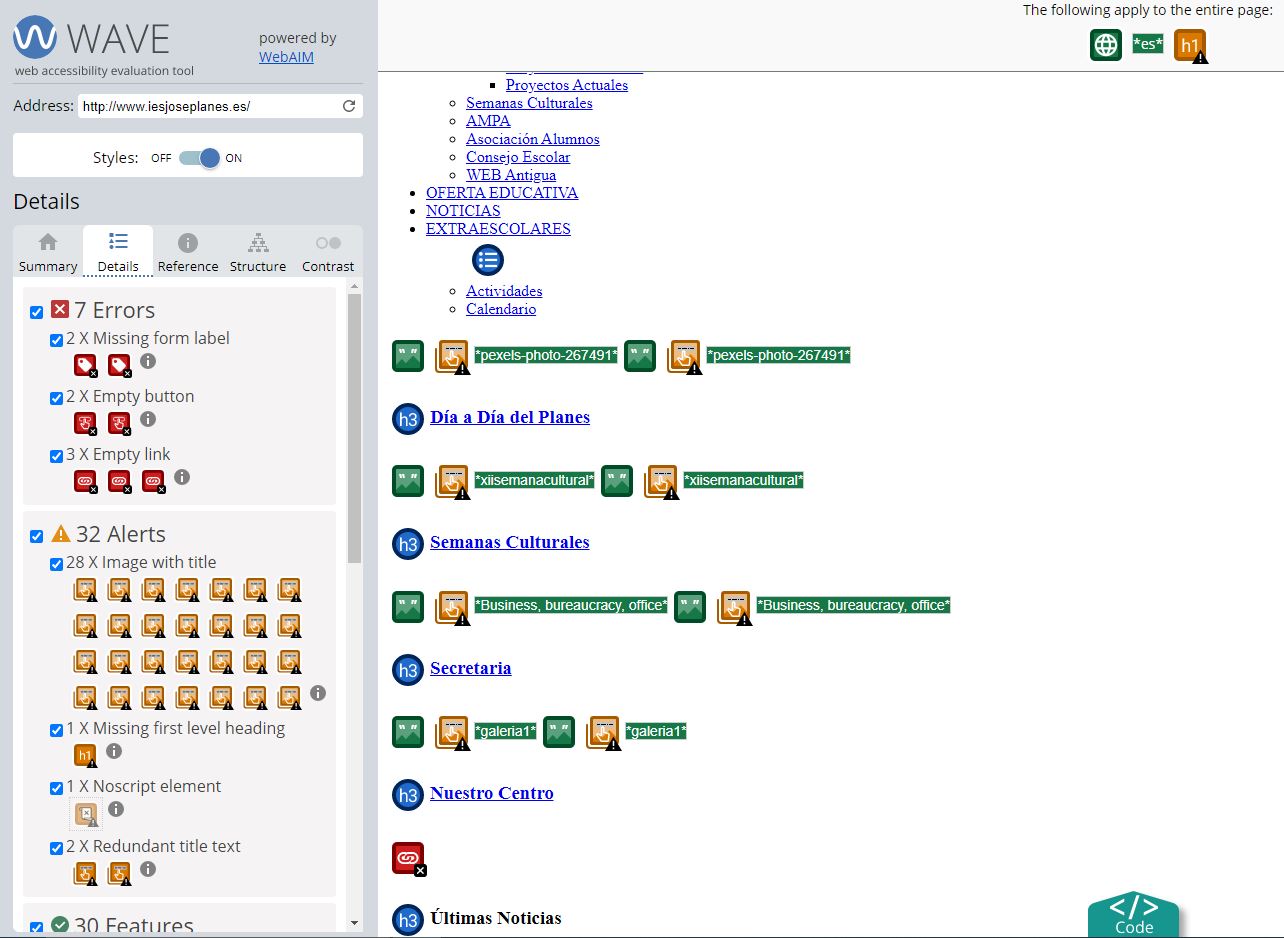 WAVE
web accessibility evaluation tool
powered by
WebAIM
Address: http://www.iesjoseplanes.es/
Styles: OFF ON
Details
Summary Details Reference Structure Contrast
7 Errors
2 X Missing form label
2 X Empty button
3 X Empty link
32 Alerts
28 X Image with title
1 X Missing first level heading
h1
1 X Noscript element
2 X Redundant title text
30 Features
The following apply to the entire page:
*es* h1
Proyectos Actuales
Semanas Culturales
AMPA
Asociación Alumnos
Consejo Escolar
WEB Antigua
OFERTA EDUCATIVA
NOTICIAS
EXTRAESCOLARES
Actividades
Calendario
*pexels-photo-267491* *pexels-photo-267491*
h3 Día a Día del Planes
*xiisemanacultural* *xiisemanacultural*
h3 Semanas Culturales
*Business, bureaucracy, office* *Business, bureaucracy, office*
h3 Secretaria
*galeria1* *galeria1*
h3 Nuestro Centro
h3 Últimas Noticias
</> Code